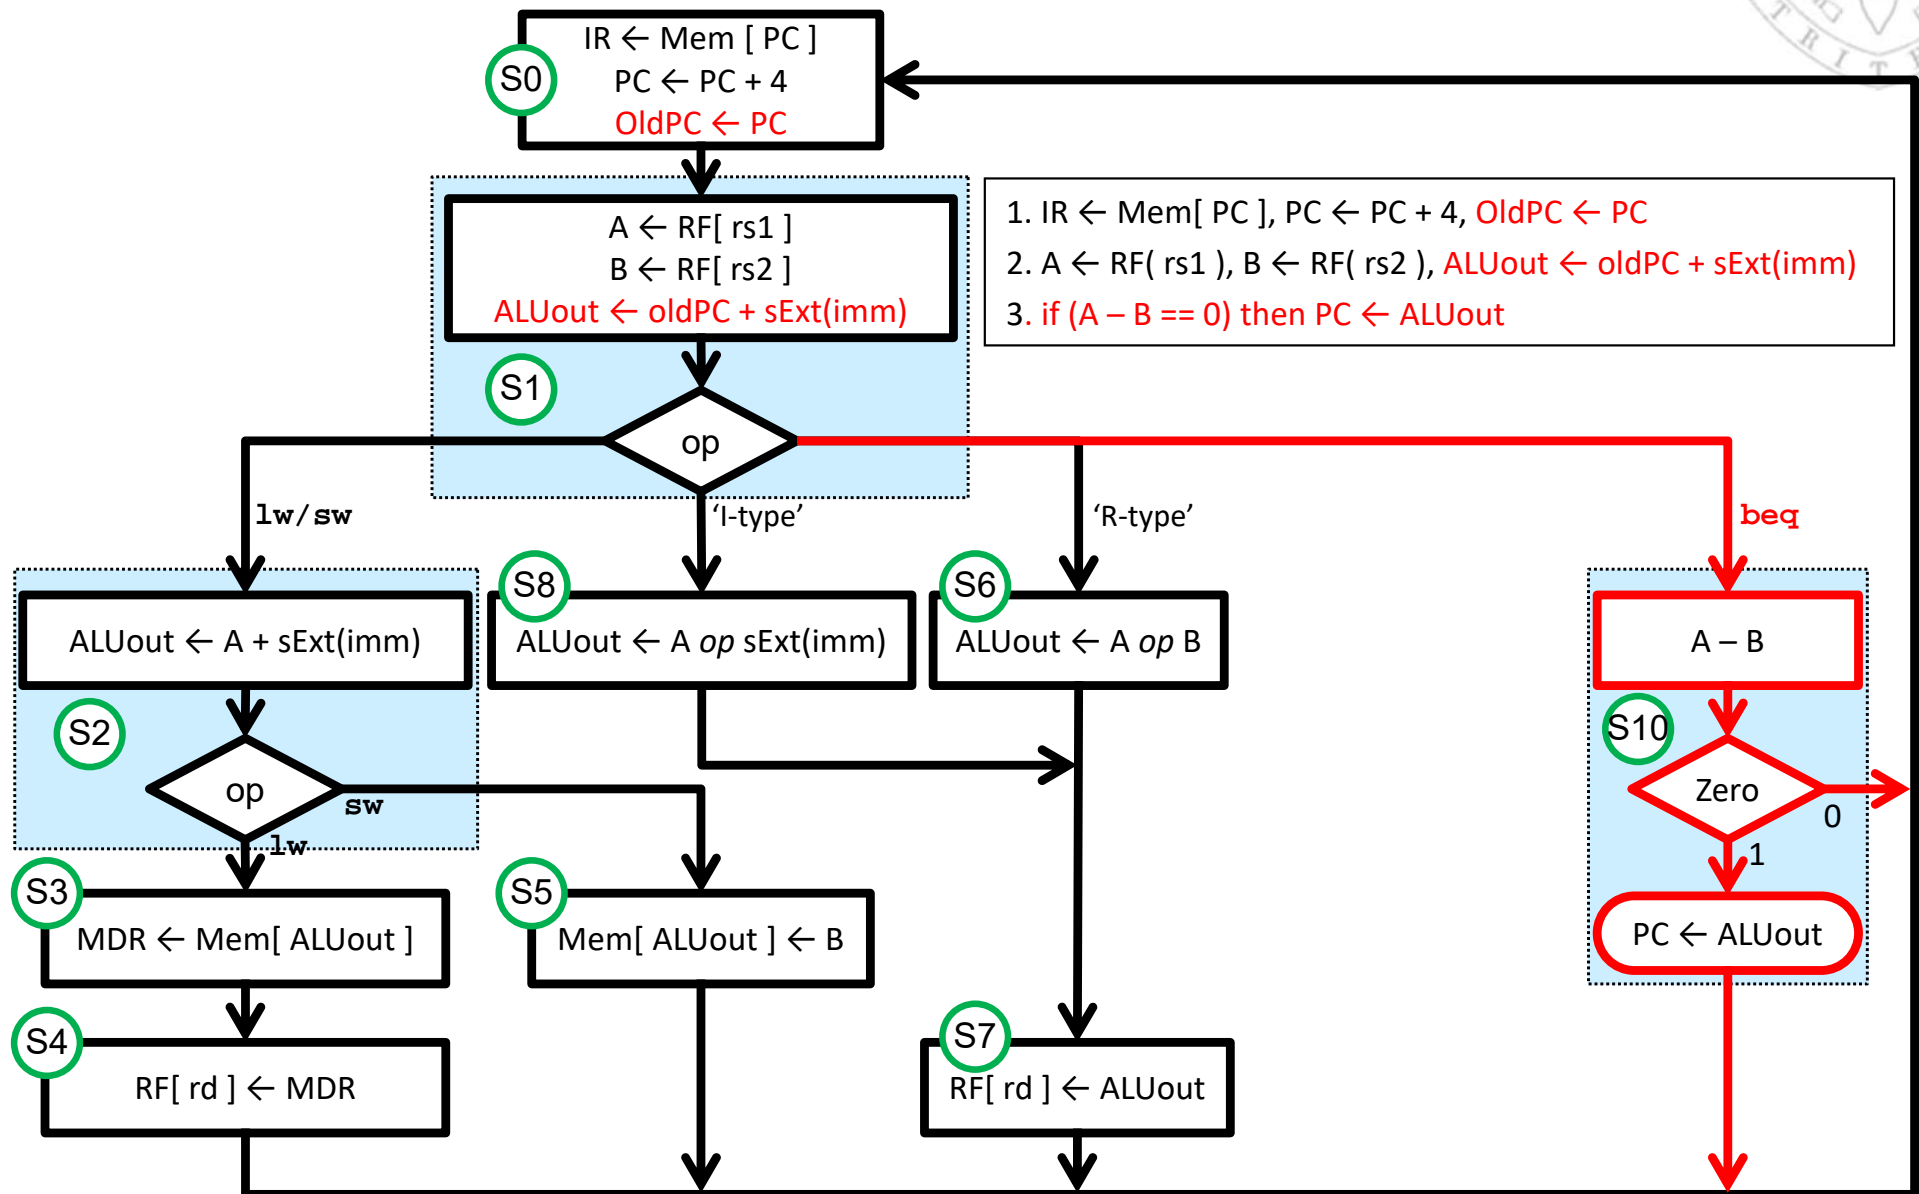 IR ← Mem [ PC ]
S0
PC ← PC + 4
OldPC ← PC
A ← RF[ rs1 ]
B ← RF[ rs2 ]
ALUout ← oldPC + sExt(imm)
1. IR ← Mem[ PC ], PC ← PC + 4, OldPC ← PC
2. A ← RF( rs1 ), B ← RF( rs2 ), ALUout ← oldPC + sExt(imm)
3. if (A – B == 0) then PC ← ALUout
S1
op
lw/sw
‘I-type’
‘R-type’
beq
S8
S6
ALUout ← A + sExt(imm)
ALUout ← A op sExt(imm)
ALUout ← A op B
A – B
S2
S10
op
sw
lw
Zero
0
1
S3
S5
MDR ← Mem[ ALUout ]
Mem[ ALUout ] ← B
PC ← ALUout
S4
S7
RF[ rd ] ← MDR
RF[ rd ] ← ALUout